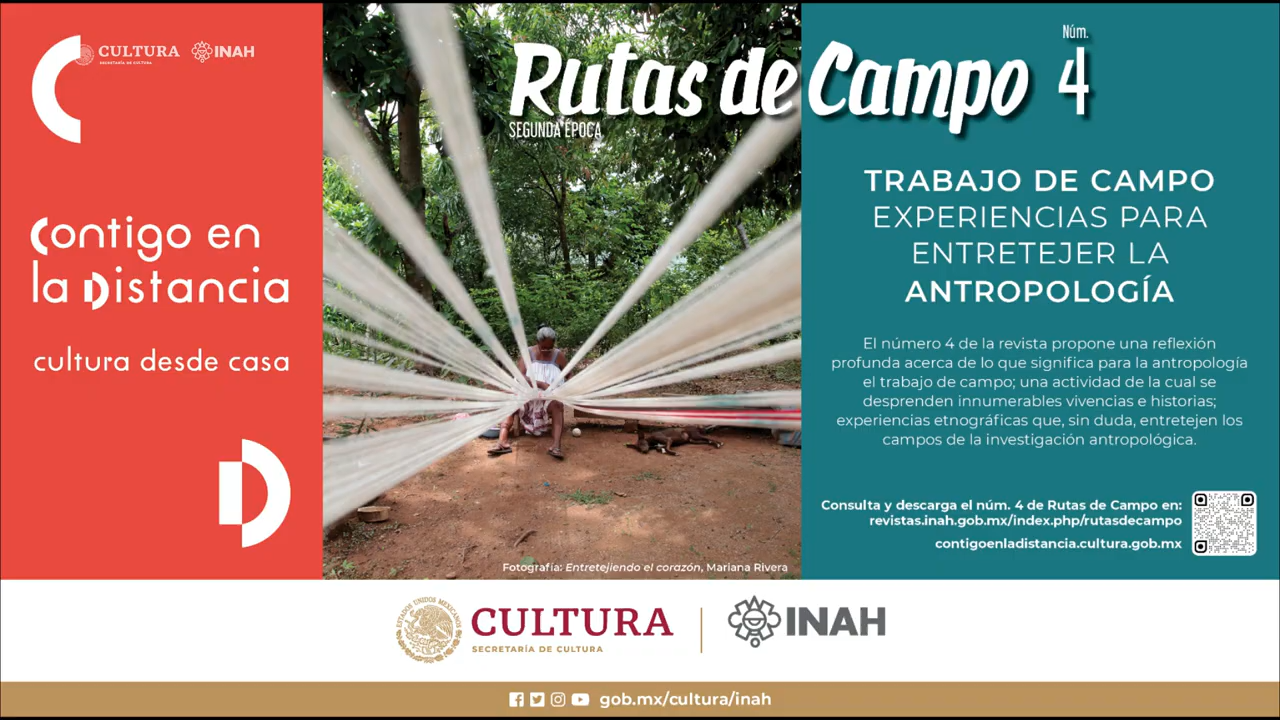 CULTURA
SECRETARÍA DE CULTURA
INAH
Contigo en
la Distancia
cultura desde casa
Rutas de Campo
SEGUNDA ÉPOCA
Núm.
4
TRABAJO DE CAMPO
EXPERIENCIAS PARA
ENTRETEJER LA
ANTROPOLOGÍA
El número 4 de la revista propone una reflexión
profunda acerca de lo que significa para la antropología
el trabajo de campo; una actividad de la cual se
desprenden innumerables vivencias e historias;
experiencias etnográficas que, sin duda, entretejen los
campos de la investigación antropológica.
Consulta y descarga el núm. 4 de Rutas de Campo en:
revistas.inah.gob.mx/index.php/rutasdecampo
contigoenladistancia.cultura.gob.mx
Fotografía: Entretejiendo el corazón, Mariana Rivera
ESTADOS UNIDOS MEXICANOS
CULTURA
SECRETARÍA DE CULTURA
INAH
gob.mx/cultura/inah